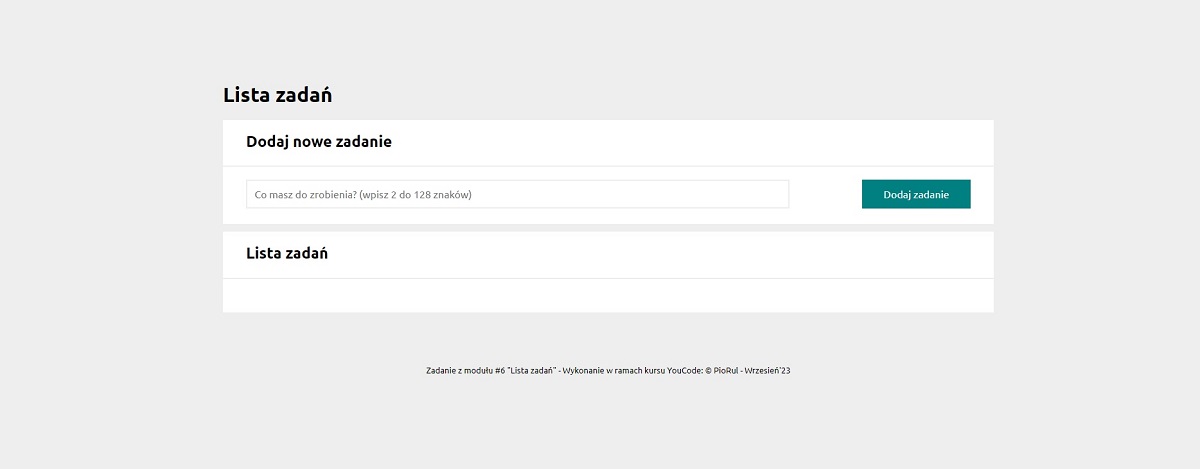 Lista zadań
Dodaj nowe zadanie
Co masz do zrobienia? (wpisz 2 do 128 znaków)
Dodaj zadanie
Lista zadań
Zadanie z modułu #6 "Lista zadań" - Wykonanie w ramach kursu YouCode: © PioRul - Wrzesień'23